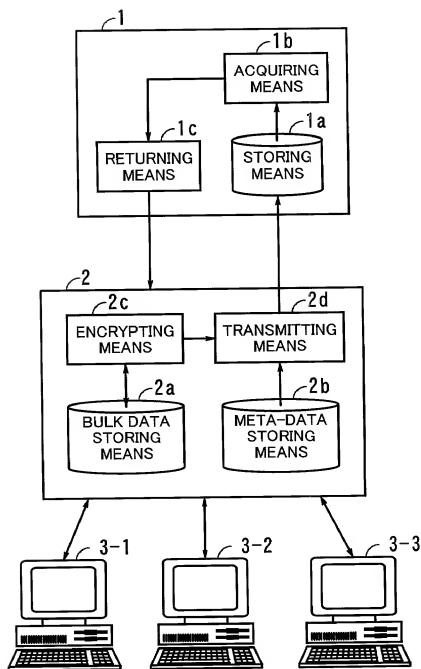 1
1b
ACQUIRING
MEANS
1c
RETURNING
MEANS
1a
STORING
MEANS
2
2c
ENCRYPTING
MEANS
2d
TRANSMITTING
MEANS
2a
BULK DATA
STORING
MEANS
2b
META-DATA
STORING
MEANS
3-1
3-2
3-3